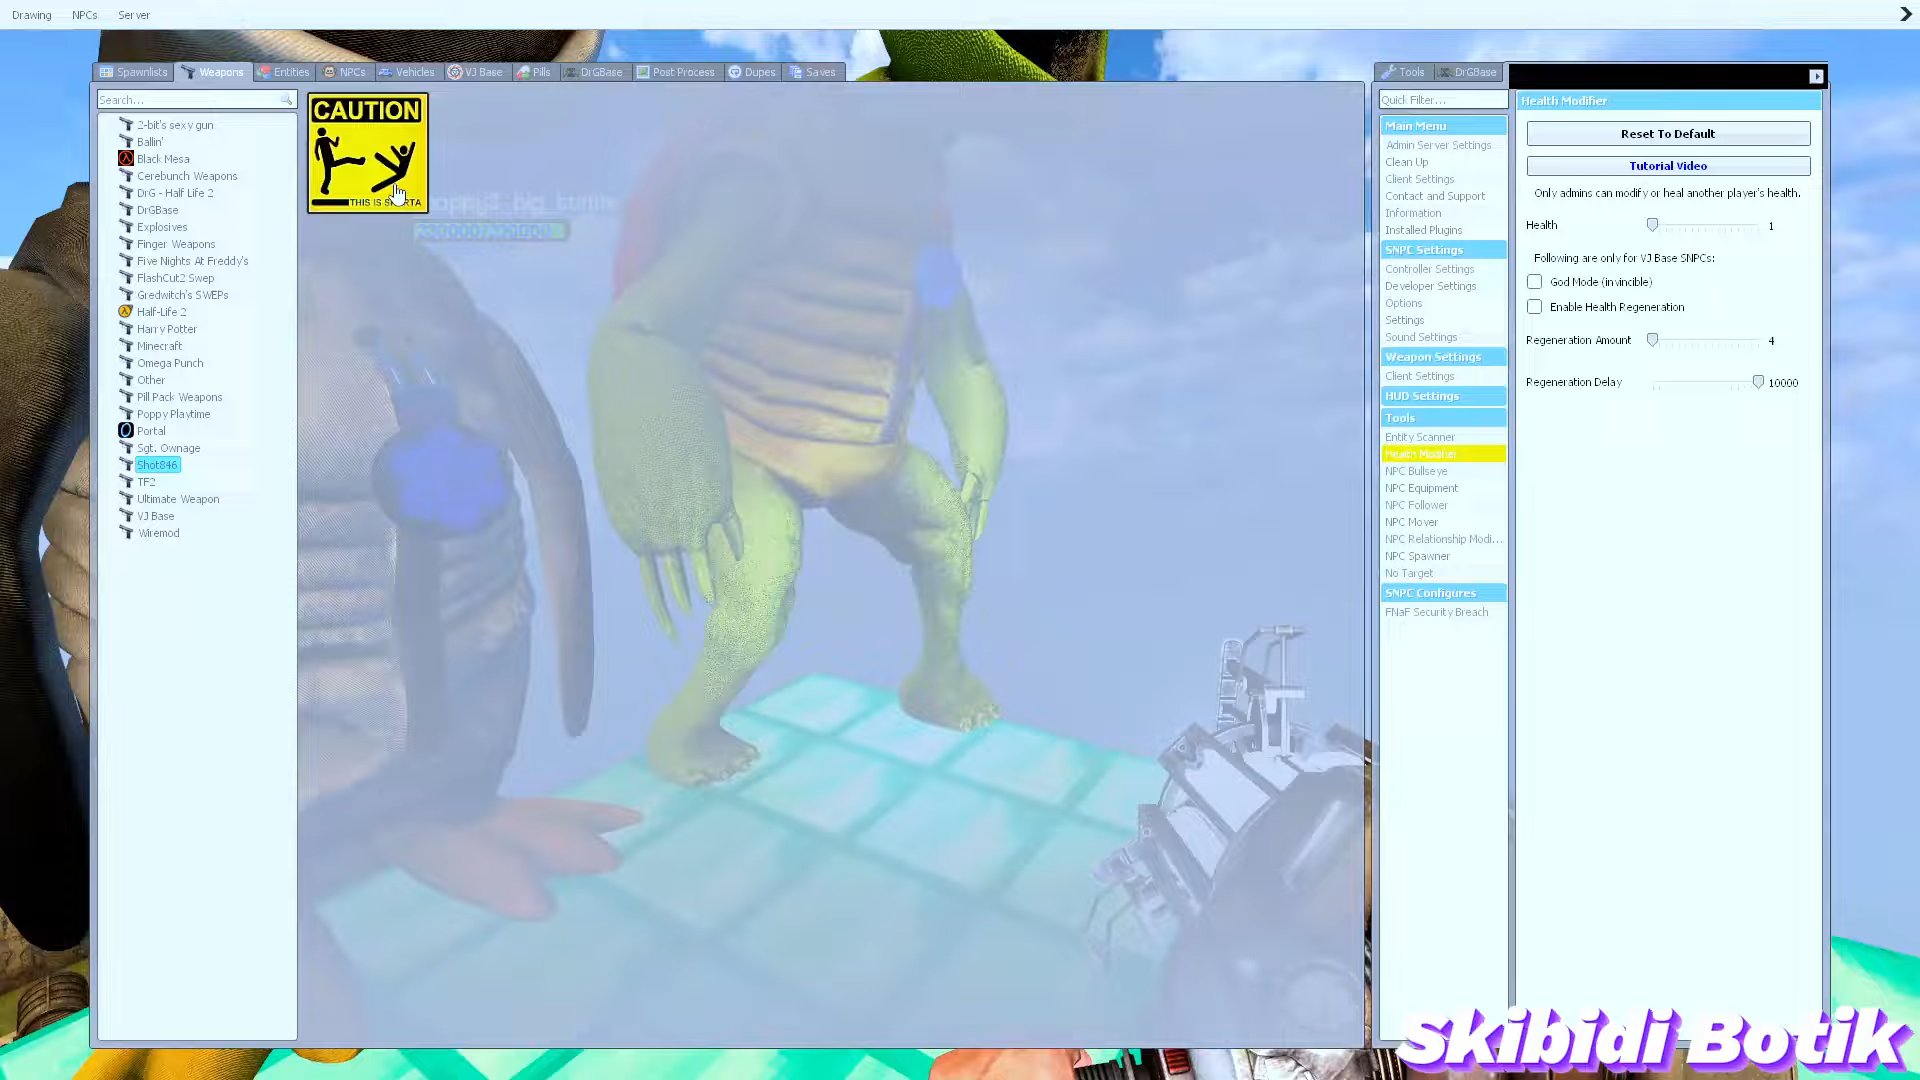 Drawing NPCs Server
Spawnlists Weapons Entities NPCs Vehicles VJ Base Pills DrGBase Post Process Dupes Saves
Search...
2-bit's sexy gun
Ballin'
Black Mesa
Cerebunch Weapons
DrG - Half Life 2
DrGBase
Explosives
Finger Weapons
Five Nights At Freddy's
FlashCut2 Swep
Gredwitch's SWEPs
Half-Life 2
Harry Potter
Minecraft
Omega Punch
Other
Pill Pack Weapons
Poppy Playtime
Portal
Sgt. Ownage
Shot846
TF2
Ultimate Weapon
VJ Base
Wiremod
CAUTION
THIS IS
Tools DrGBase
Quick Filter...
Main Menu
Admin Server Settings
Clean Up
Client Settings
Contact and Support
Information
Installed Plugins
SNPC Settings
Controller Settings
Developer Settings
Options
Settings
Sound Settings
Weapon Settings
Client Settings
HUD Settings
Tools
Entity Scanner
Health Modifier
NPC Bullseye
NPC Equipment
NPC Follower
NPC Mover
NPC Relationship Modi...
NPC Spawner
No Target
SNPC Configures
FNaF Security Breach
Health Modifier
Reset To Default
Tutorial Video
Only admins can modify or heal another player's health.
Health 1
Following are only for VJ Base SNPCs:
God Mode (invincible)
Enable Health Regeneration
Regeneration Amount 4
Regeneration Delay 10000
Skibidi Botik